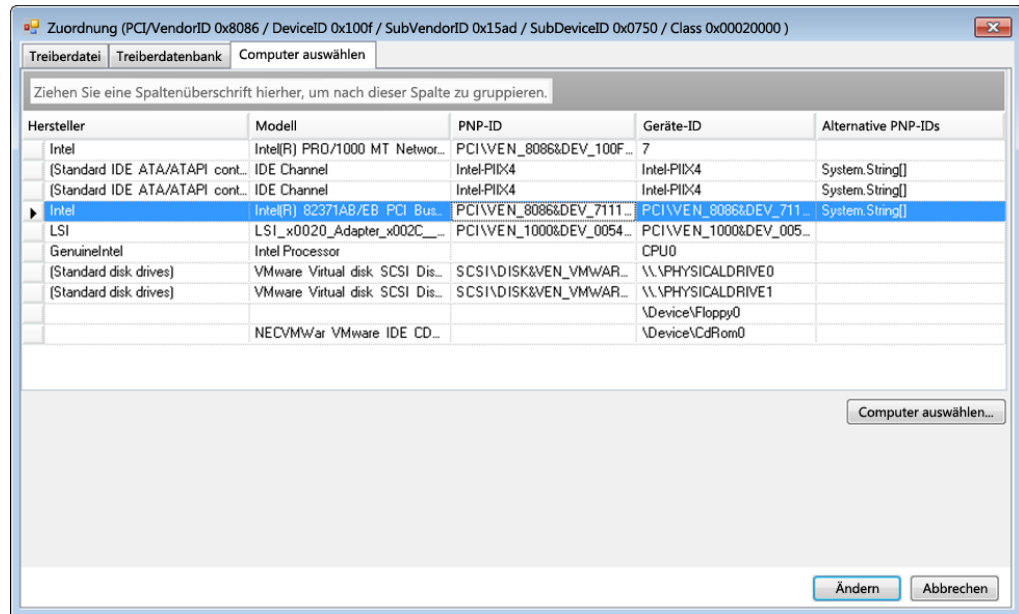 Zuordnung (PCI/VendorID 0x8086 / DeviceID 0x100f / SubVendorID 0x15ad / SubDeviceID 0x0750 / Class 0x00020000 )
Treiberdatei Treiberdatenbank Computer auswählen
Ziehen Sie eine Spaltenüberschrift hierher, um nach dieser Spalte zu gruppieren.
Hersteller Modell PNP-ID Geräte-ID Alternative PNP-IDs
Intel Intel(R) PRO/1000 MT Networ... PCI\VEN_8086&DEV_100F... 7
(Standard IDE ATA/ATAPI cont... IDE Channel Intel-PIIX4 Intel-PIIX4 System.String[]
(Standard IDE ATA/ATAPI cont... IDE Channel Intel-PIIX4 Intel-PIIX4 System.String[]
Intel Intel(R) 82371AB/EB PCI Bus... PCI\VEN_8086&DEV_7111... PCI\VEN_8086&DEV_711... System.String[]
LSI LSI_x0020_Adapter_x002C__... PCI\VEN_1000&DEV_0054... PCI\VEN_1000&DEV_005...
GenuineIntel Intel Processor CPU0
(Standard disk drives) VMware Virtual disk SCSI Dis... SCSI\DISK&VEN_VMWAR... \\.\PHYSICALDRIVE0
(Standard disk drives) VMware Virtual disk SCSI Dis... SCSI\DISK&VEN_VMWAR... \\.\PHYSICALDRIVE1
\Device\Floppy0
NECVMWar VMware IDE CD... \Device\CdRom0
Computer auswählen...
Ändern Abbrechen